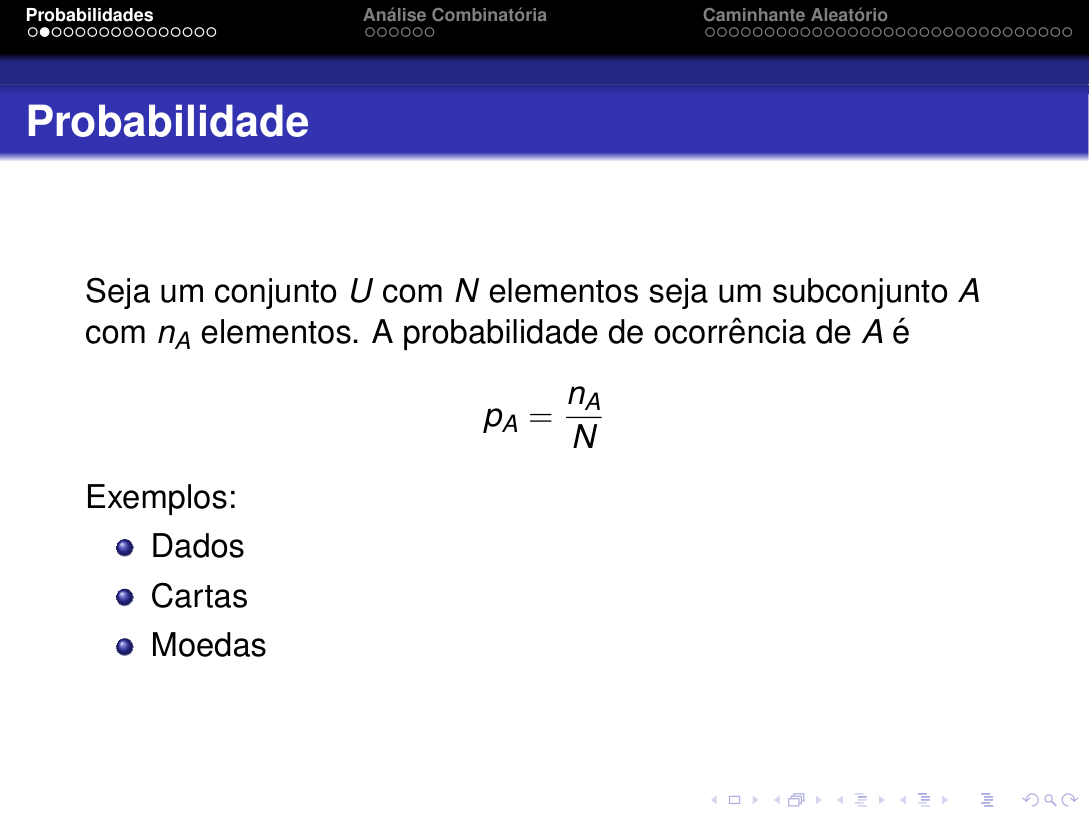 Probabilidades Análise Combinatória Caminhante Aleatório
Probabilidade
Seja um conjunto U com N elementos seja um subconjunto A
com n_A elementos. A probabilidade de ocorrência de A é
p_A = n_A / N
Exemplos:
Dados
Cartas
Moedas